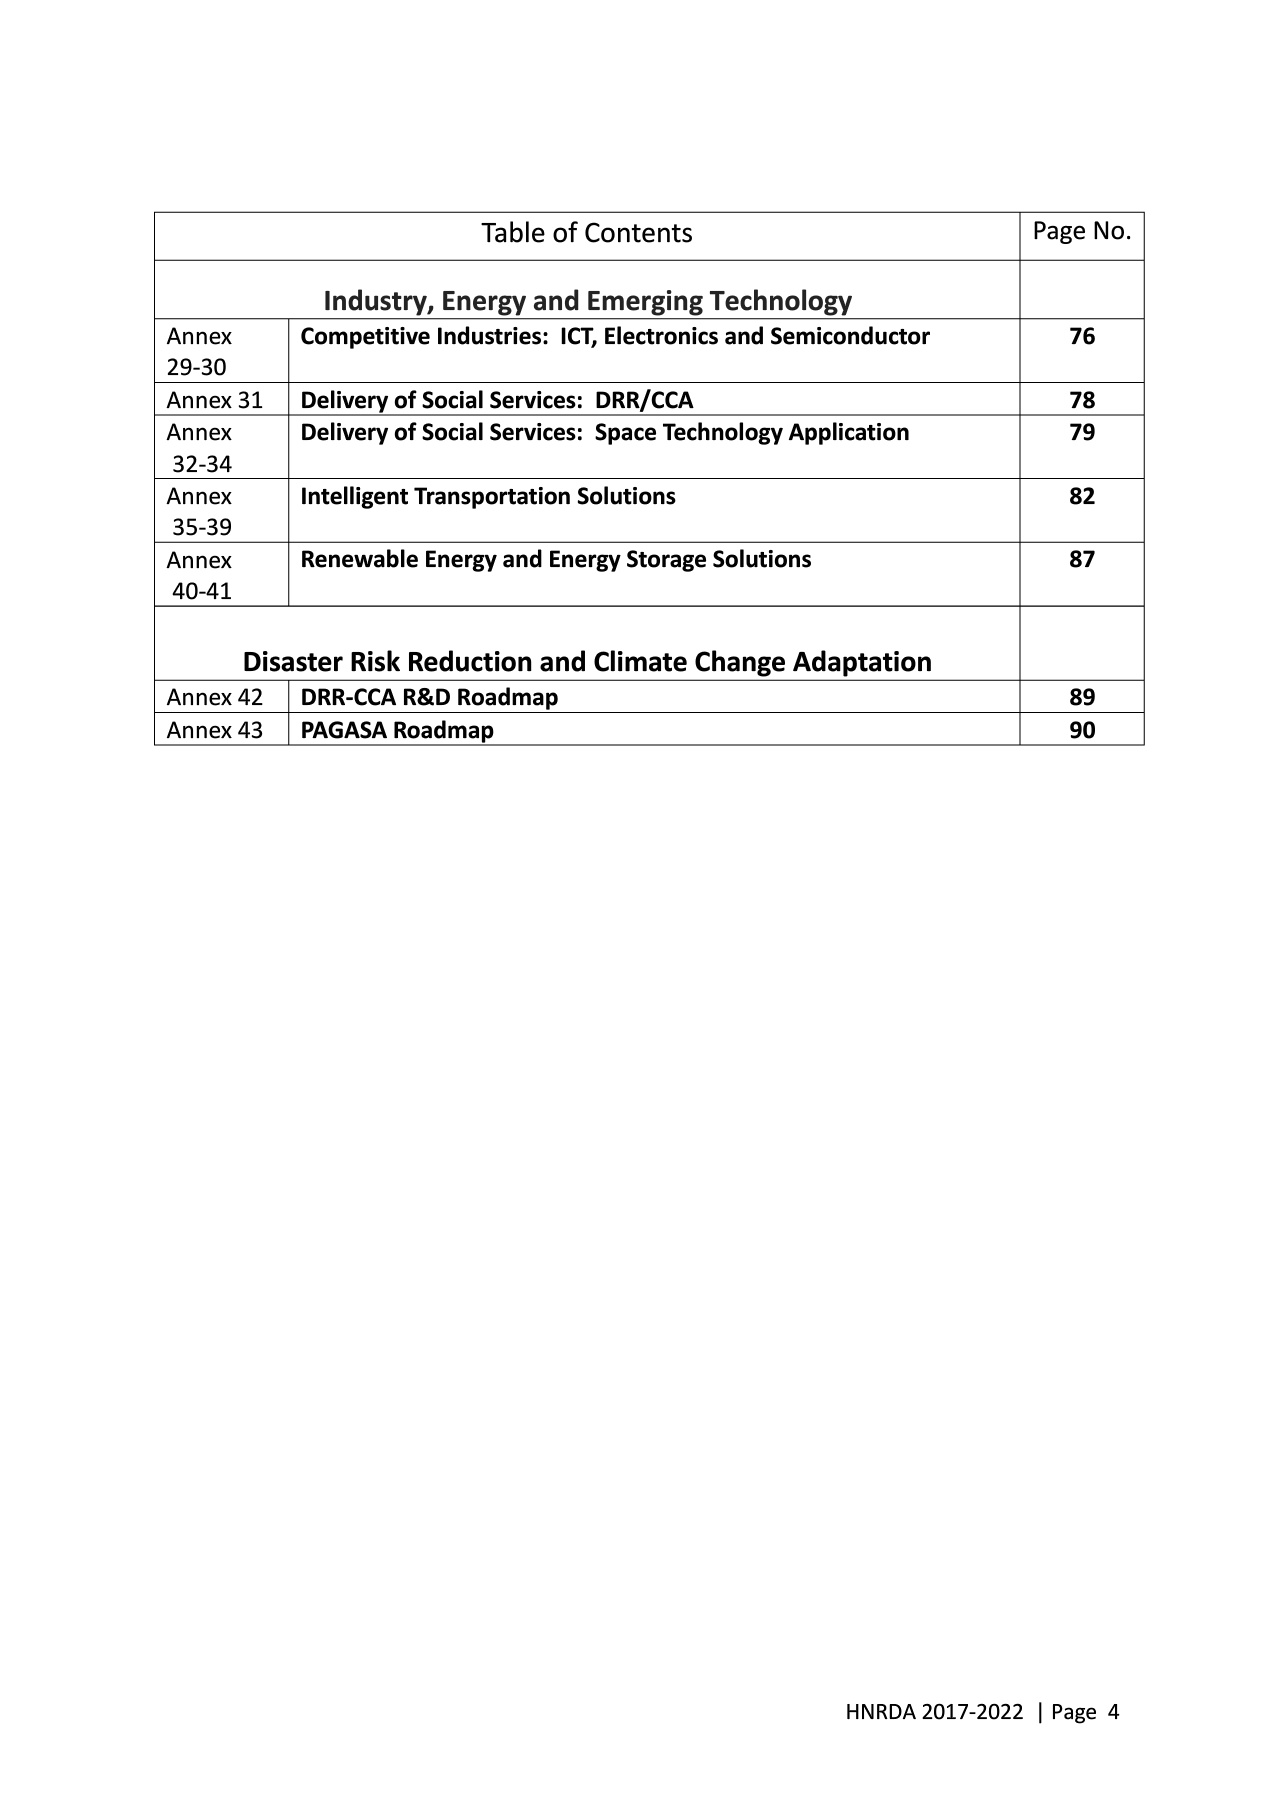 Table of Contents Page No.
Industry, Energy and Emerging Technology
Annex Competitive Industries:  ICT, Electronics and Semiconductor 76
29-30
Annex 31 Delivery of Social Services:  DRR/CCA 78
Annex Delivery of Social Services:  Space Technology Application 79
32-34
Annex Intelligent Transportation Solutions 82
35-39
Annex Renewable Energy and Energy Storage Solutions 87
40-41
Disaster Risk Reduction and Climate Change Adaptation
Annex 42 DRR-CCA R&D Roadmap 89
Annex 43 PAGASA Roadmap 90
HNRDA 2017-2022  | Page  4